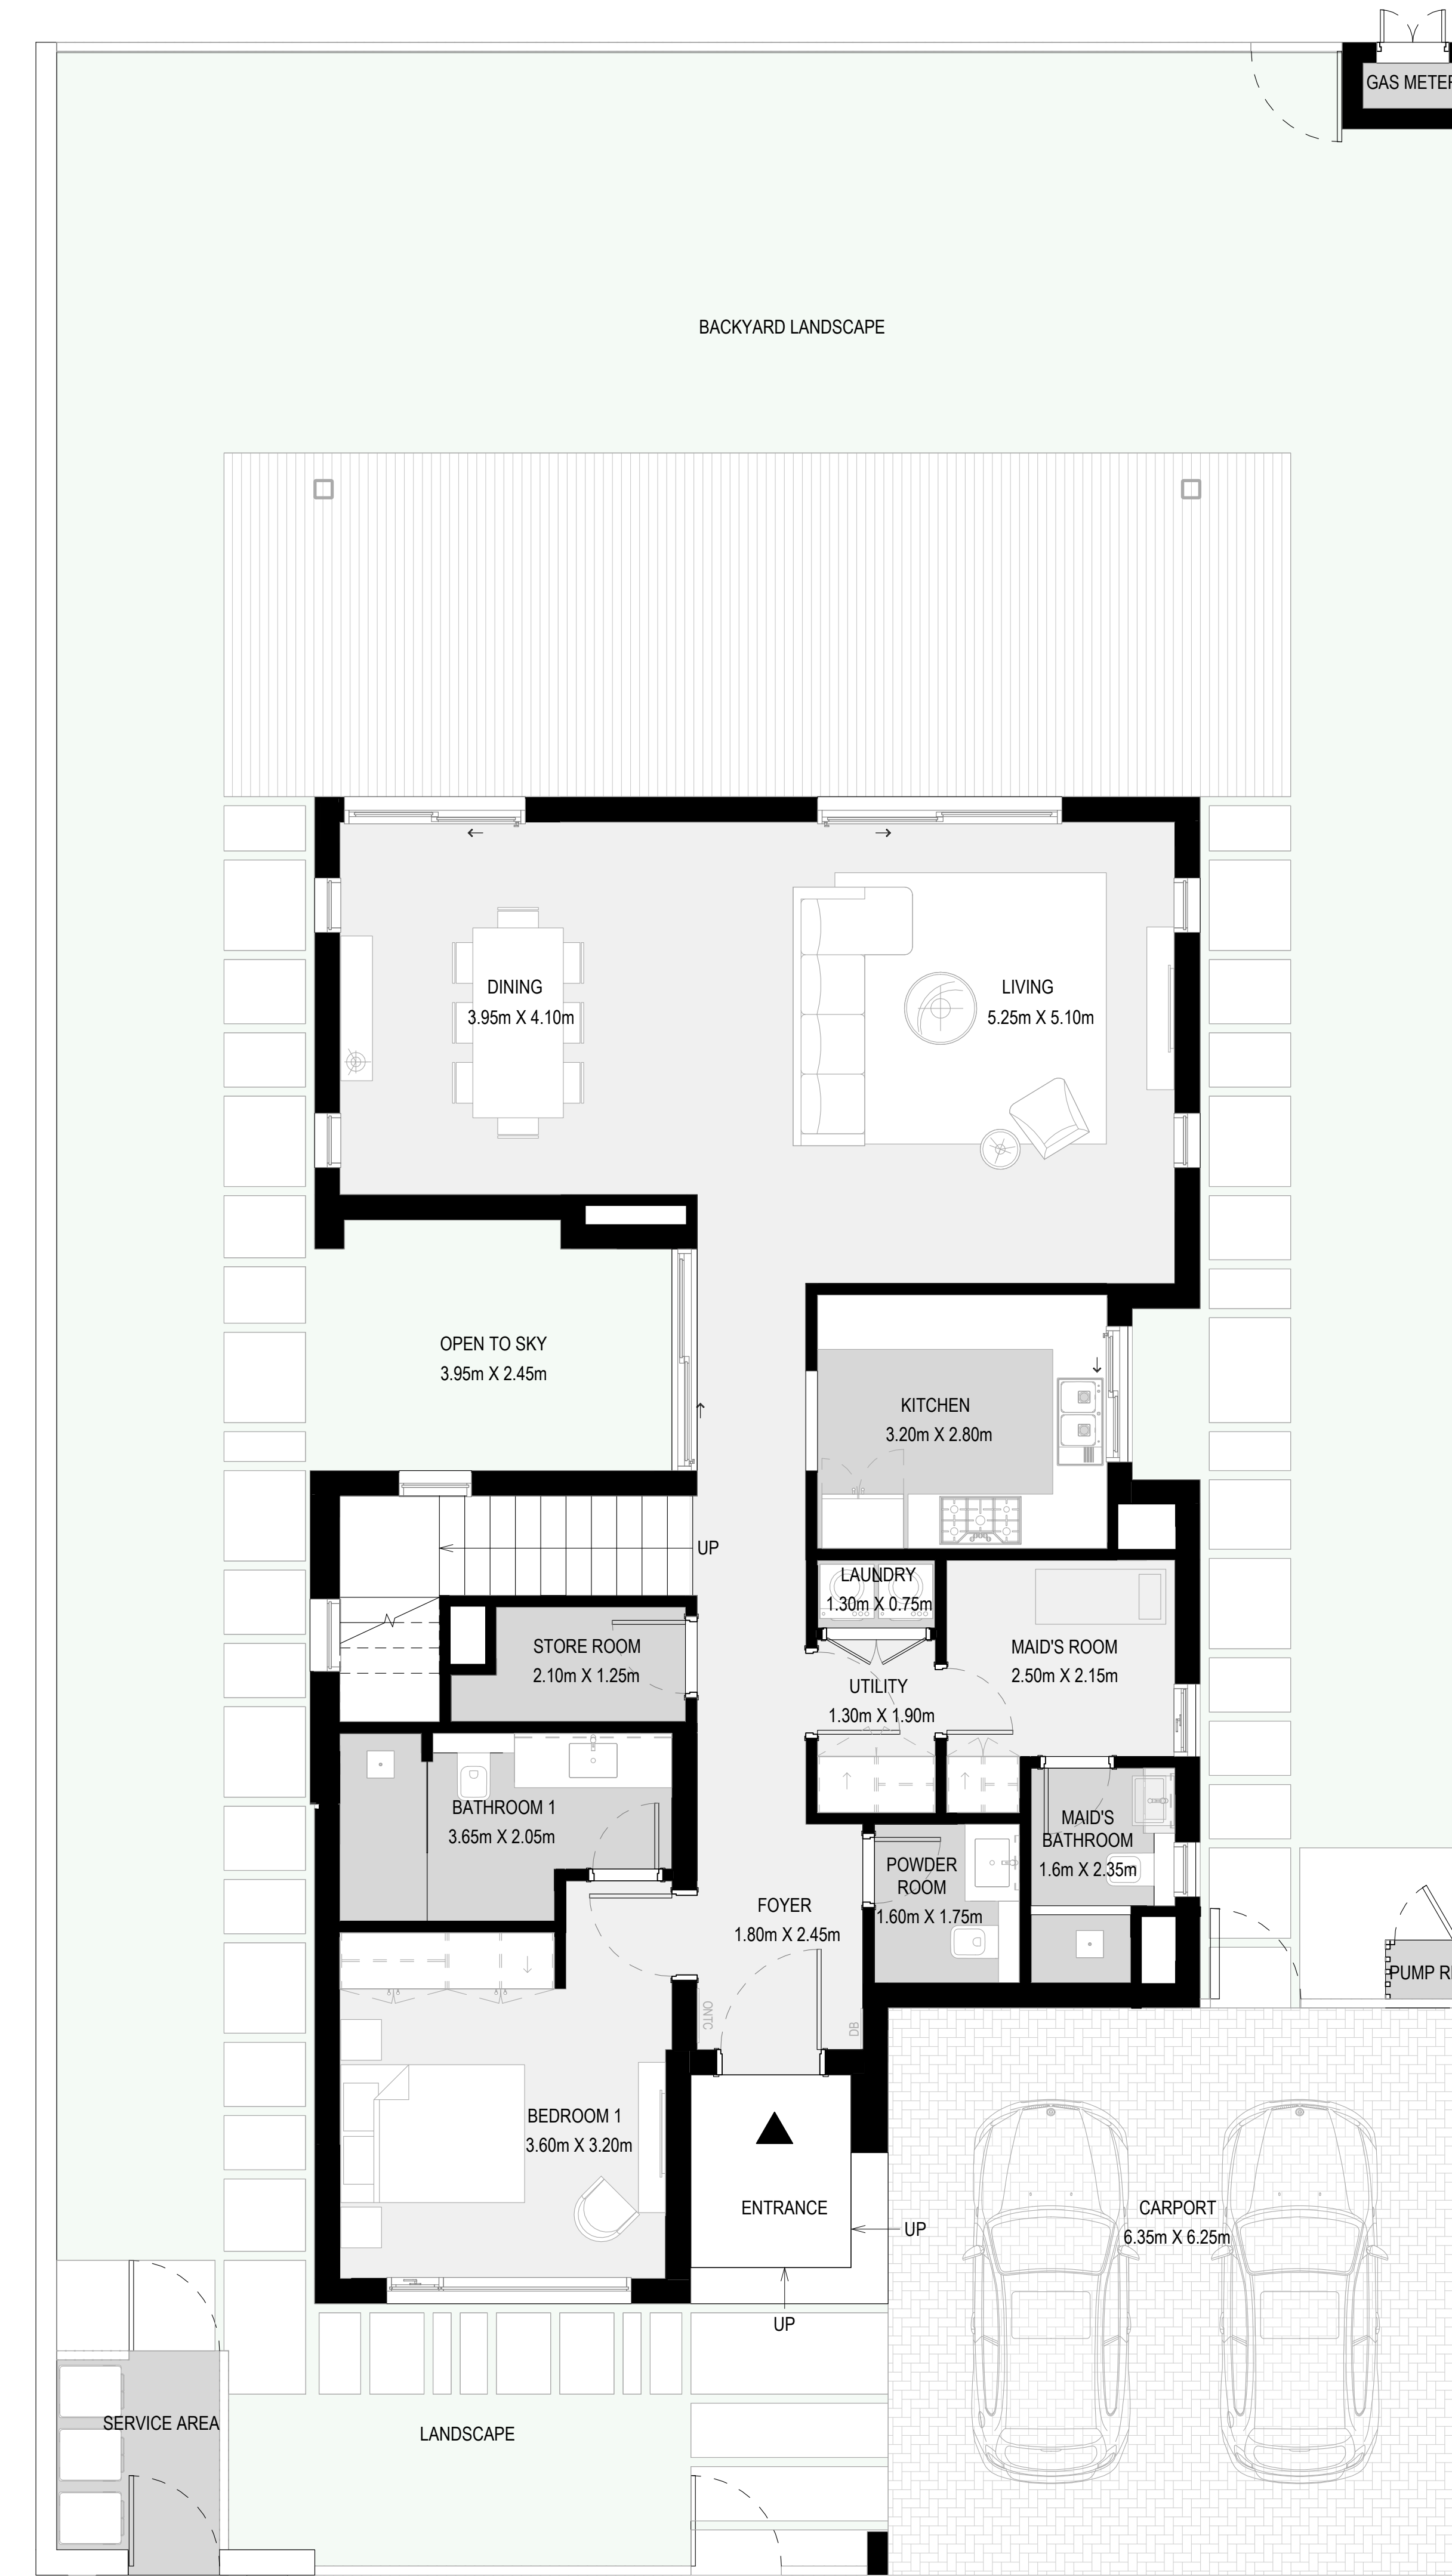 GAS METER
BACKYARD LANDSCAPE
DINING
3.95m X 4.10m
LIVING
5.25m X 5.10m
OPEN TO SKY
3.95m X 2.45m
KITCHEN
3.20m X 2.80m
UP
LAUNDRY
1.30m X 0.75m
STORE ROOM
2.10m X 1.25m
MAID'S ROOM
2.50m X 2.15m
UTILITY
1.30m X 1.90m
BATHROOM 1
3.65m X 2.05m
MAID'S
BATHROOM
1.6m X 2.35m
POWDER
ROOM
1.60m X 1.75m
FOYER
1.80m X 2.45m
PUMP R
ONTC
DB
BEDROOM 1
3.60m X 3.20m
ENTRANCE
UP
CARPORT
6.35m X 6.25m
UP
SERVICE AREA
LANDSCAPE